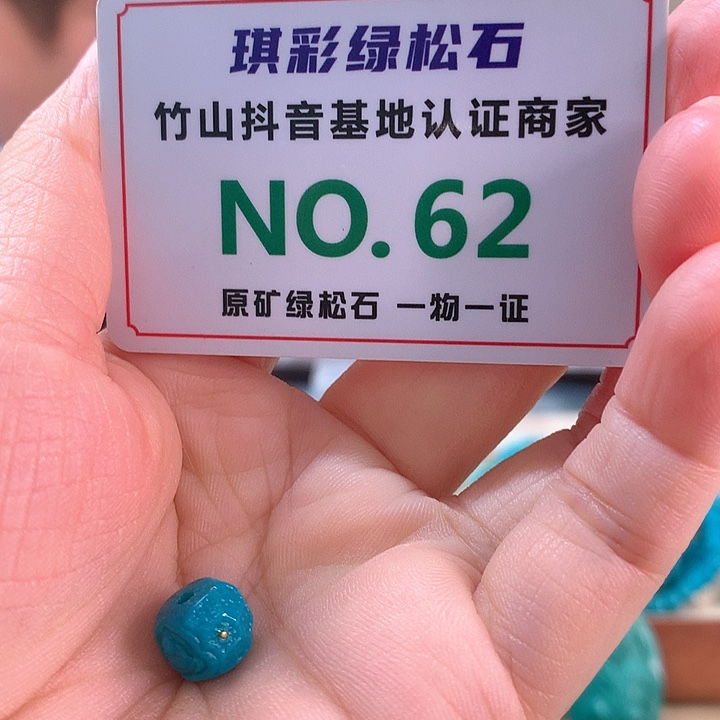 琪彩绿松石
竹山抖音基地认证商家
NO. 62
原矿绿松石 一物一证